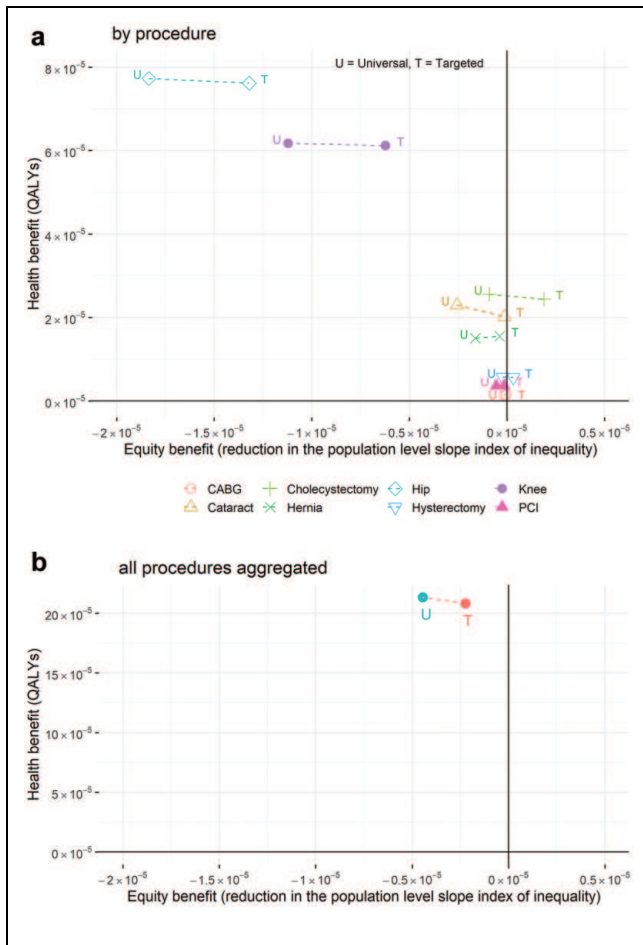 a
by procedure
U = Universal, T = Targeted
8×10⁻⁵
6×10⁻⁵
4×10⁻⁵
2×10⁻⁵
0×10⁻⁵
Health benefit (QALYs)
U T
U T
U T
U T
U T
U T
U T
U T
−2×10⁻⁵ −1.5×10⁻⁵ −1×10⁻⁵ −0.5×10⁻⁵ 0×10⁻⁵ 0.5×10⁻⁵
Equity benefit (reduction in the population level slope index of inequality)
CABG Cholecystectomy Hip Knee
Cataract Hernia Hysterectomy PCI
b
all procedures aggregated
20×10⁻⁵
15×10⁻⁵
10×10⁻⁵
5×10⁻⁵
0×10⁻⁵
Health benefit (QALYs)
U T
−2×10⁻⁵ −1.5×10⁻⁵ −1×10⁻⁵ −0.5×10⁻⁵ 0×10⁻⁵ 0.5×10⁻⁵
Equity benefit (reduction in the population level slope index of inequality)